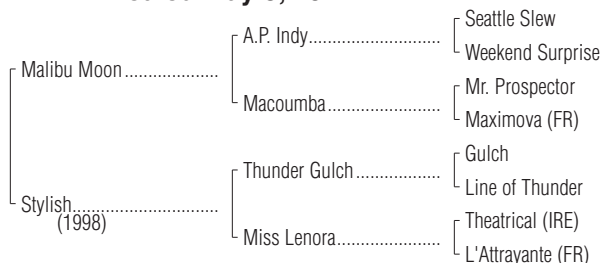 Seattle Slew
A.P. Indy
Weekend Surprise
Malibu Moon
Mr. Prospector
Macoumba
Maximova (FR)
Gulch
Thunder Gulch
Line of Thunder
Stylish
(1998)
Theatrical (IRE)
Miss Lenora
L'Attrayante (FR)